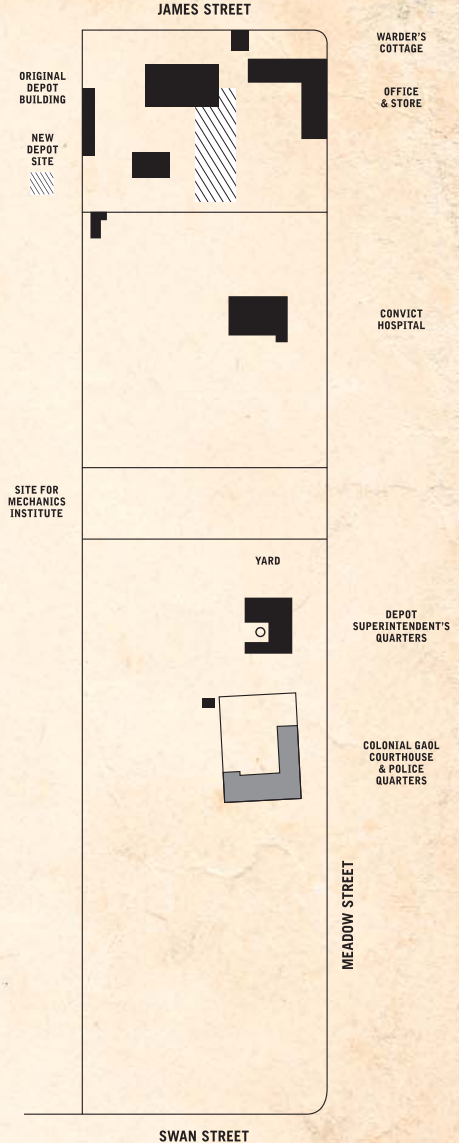 JAMES STREET
WARDER'S
COTTAGE
ORIGINAL
DEPOT
BUILDING
OFFICE
& STORE
NEW
DEPOT
SITE
CONVICT
HOSPITAL
SITE FOR
MECHANICS
INSTITUTE
YARD
DEPOT
SUPERINTENDENT'S
QUARTERS
COLONIAL GAOL
COURTHOUSE
& POLICE
QUARTERS
MEADOW STREET
SWAN STREET